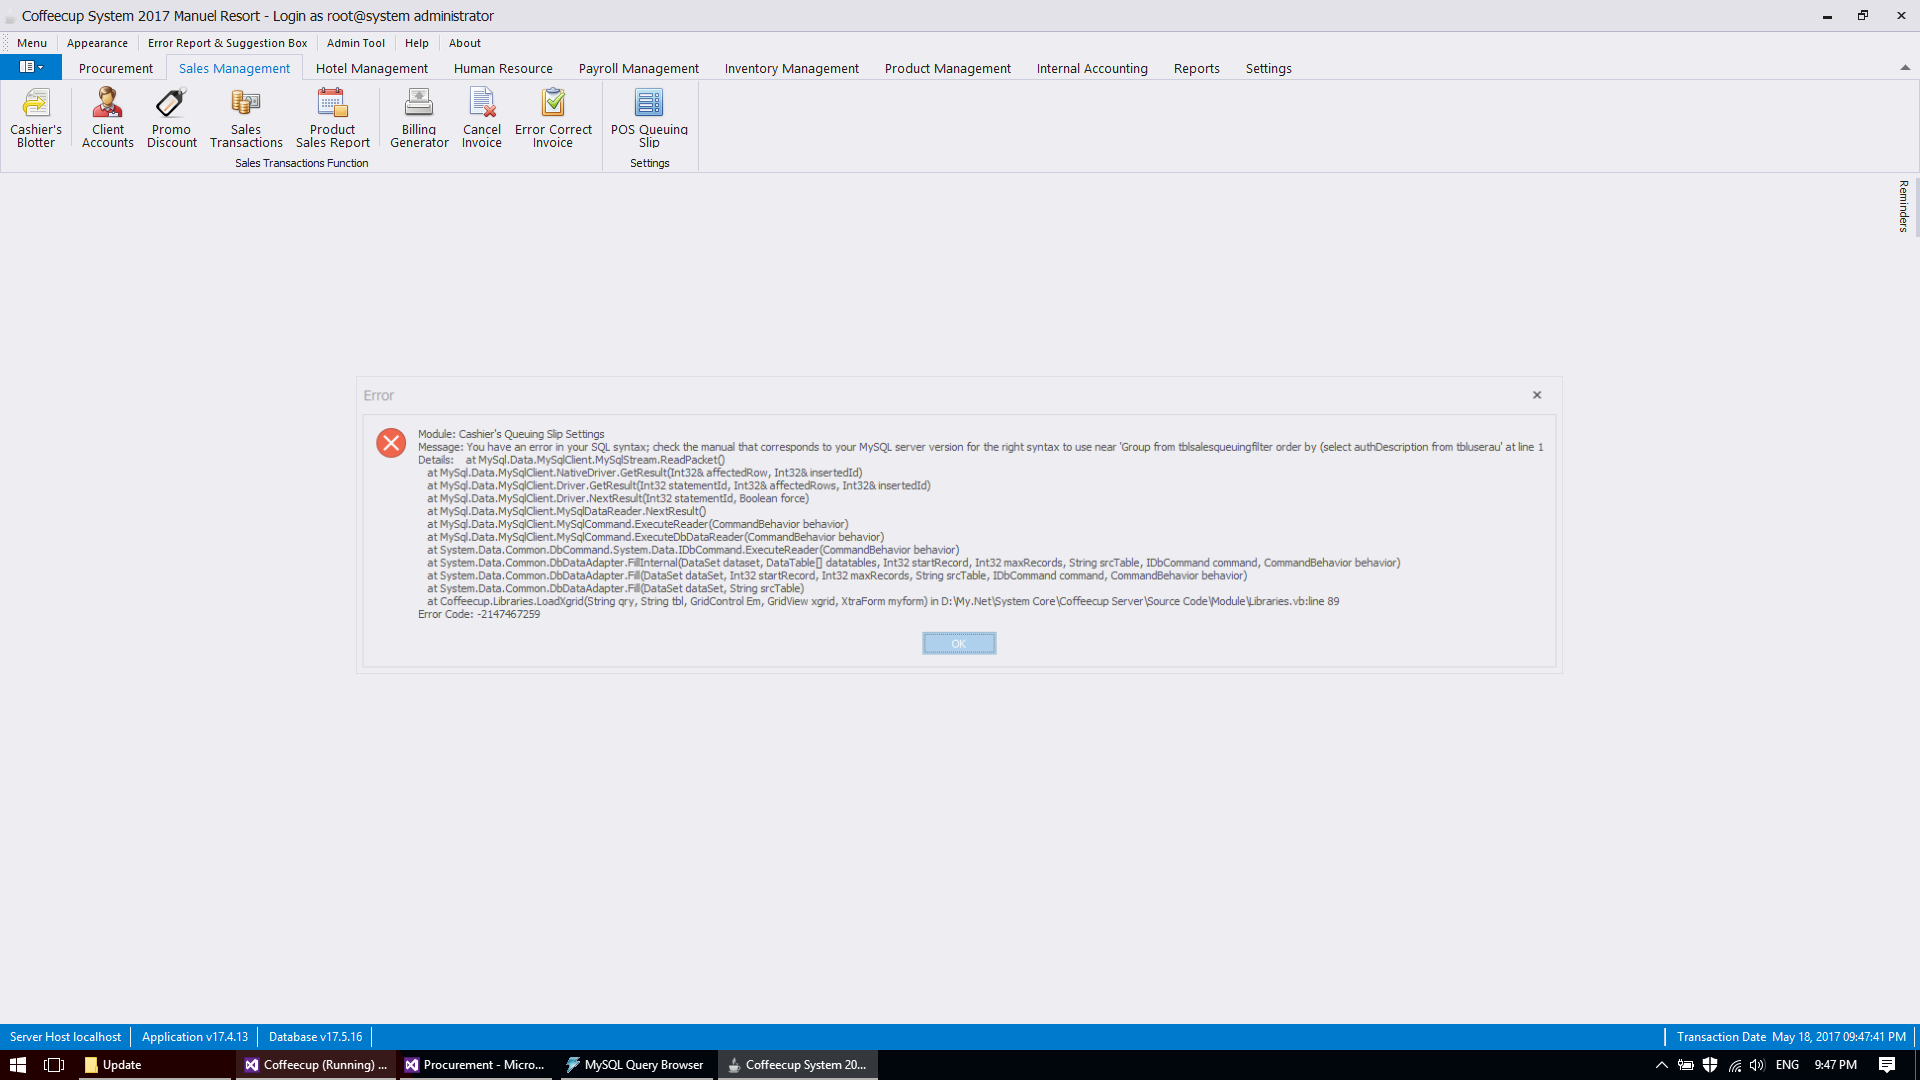 Coffeecup System 2017 Manuel Resort - Login as root@system administrator
Menu Appearance Error Report & Suggestion Box Admin Tool Help About
Procurement Sales Management Hotel Management Human Resource Payroll Management Inventory Management Product Management Internal Accounting Reports Settings
Cashier's Blotter
Client Accounts
Promo Discount
Sales Transactions
Product Sales Report
Billing Generator
Cancel Invoice
Error Correct Invoice
POS Queuing Slip
Sales Transactions Function
Settings
Reminders
Error
Module: Cashier's Queuing Slip Settings
Message: You have an error in your SQL syntax; check the manual that corresponds to your MySQL server version for the right syntax to use near 'Group from tblsalesqueuingfilter order by (select authDescription from tbluserau' at line 1
Details: at MySql.Data.MySqlClient.MySqlStream.ReadPacket()
at MySql.Data.MySqlClient.NativeDriver.GetResult(Int32& affectedRow, Int32& insertedId)
at MySql.Data.MySqlClient.Driver.GetResult(Int32 statementId, Int32& affectedRows, Int32& insertedId)
at MySql.Data.MySqlClient.Driver.NextResult(Int32 statementId, Boolean force)
at MySql.Data.MySqlClient.MySqlDataReader.NextResult()
at MySql.Data.MySqlClient.MySqlCommand.ExecuteReader(CommandBehavior behavior)
at MySql.Data.MySqlClient.MySqlCommand.ExecuteDbDataReader(CommandBehavior behavior)
at System.Data.Common.DbCommand.System.Data.IDbCommand.ExecuteReader(CommandBehavior behavior)
at System.Data.Common.DbDataAdapter.FillInternal(DataSet dataset, DataTable[] datatables, Int32 startRecord, Int32 maxRecords, String srcTable, IDbCommand command, CommandBehavior behavior)
at System.Data.Common.DbDataAdapter.Fill(DataSet dataSet, Int32 startRecord, Int32 maxRecords, String srcTable, IDbCommand command, CommandBehavior behavior)
at System.Data.Common.DbDataAdapter.Fill(DataSet dataSet, String srcTable)
at Coffeecup.Libraries.LoadXgrid(String qry, String tbl, GridControl Em, GridView xgrid, XtraForm myform) in D:\My.Net\System Core\Coffeecup Server\Source Code\Module\Libraries.vb:line 89
Error Code: -2147467259
OK
Server Host localhost Application v17.4.13 Database v17.5.16 Transaction Date May 18, 2017 09:47:41 PM
Update Coffeecup (Running) ... Procurement - Micro... MySQL Query Browser Coffeecup System 20... ENG 9:47 PM